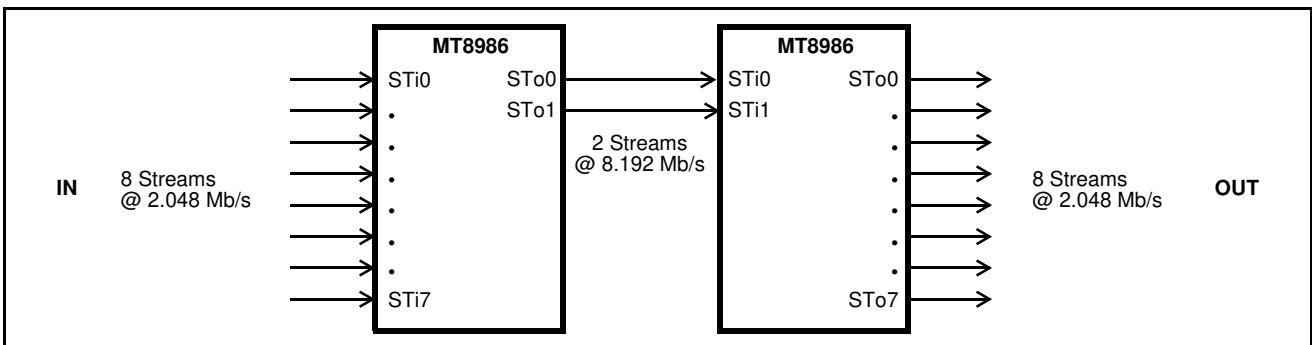 MT8986 MT8986
STi0 STo0 STi0 STo0
. STo1 STi1 .
. 2 Streams .
. @ 8.192 Mb/s .
IN 8 Streams . . 8 Streams OUT
@ 2.048 Mb/s @ 2.048 Mb/s
. .
. .
. .
STi7 STo7